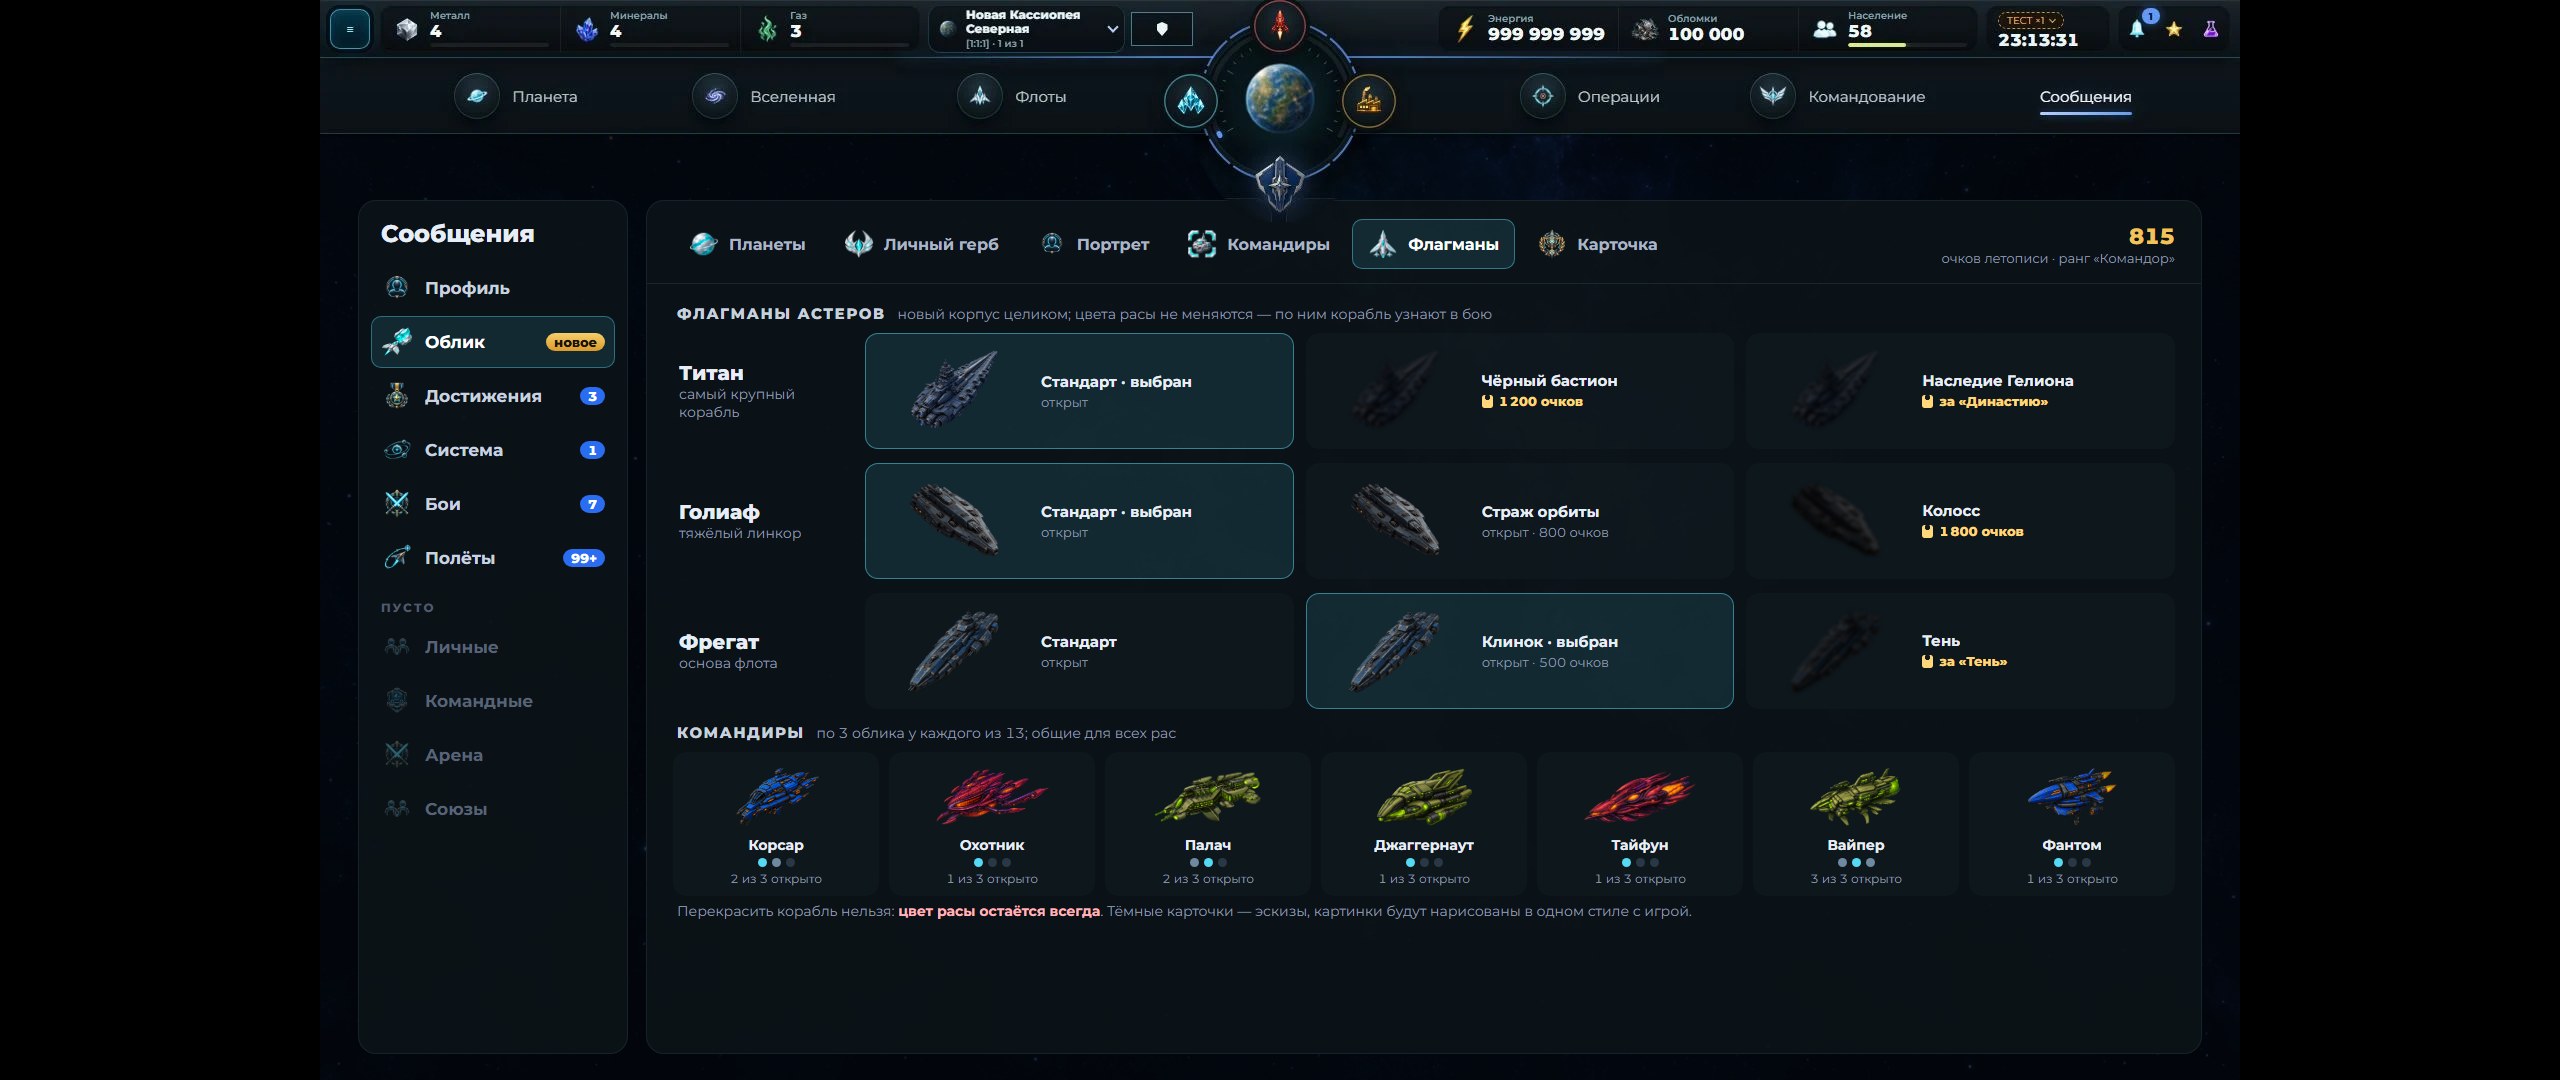 Металл
4
Минералы
4
Газ
3
Новая Кассиопея
Северная
[1:1:1] · 1 из 1
Энергия
999 999 999
Обломки
100 000
Население
58
ТЕСТ ×1
23:13:31
1
Планета
Вселенная
Флоты
Операции
Командование
Сообщения
Сообщения
Профиль
Облик
новое
Достижения
3
Система
1
Бои
7
Полёты
99+
ПУСТО
Личные
Командные
Арена
Союзы
Планеты
Личный герб
Портрет
Командиры
Флагманы
Карточка
815
очков летописи · ранг «Командор»
ФЛАГМАНЫ АСТЕРОВ новый корпус целиком; цвета расы не меняются — по ним корабль узнают в бою
Титан
самый крупный
корабль
Стандарт · выбран
открыт
Чёрный бастион
1 200 очков
Наследие Гелиона
за «Династию»
Голиаф
тяжёлый линкор
Стандарт · выбран
открыт
Страж орбиты
открыт · 800 очков
Колосс
1 800 очков
Фрегат
основа флота
Стандарт
открыт
Клинок · выбран
открыт · 500 очков
Тень
за «Тень»
КОМАНДИРЫ по 3 облика у каждого из 13; общие для всех рас
Корсар
2 из 3 открыто
Охотник
1 из 3 открыто
Палач
2 из 3 открыто
Джаггернаут
1 из 3 открыто
Тайфун
1 из 3 открыто
Вайпер
3 из 3 открыто
Фантом
1 из 3 открыто
Перекрасить корабль нельзя: цвет расы остаётся всегда. Тёмные карточки — эскизы, картинки будут нарисованы в одном стиле с игрой.